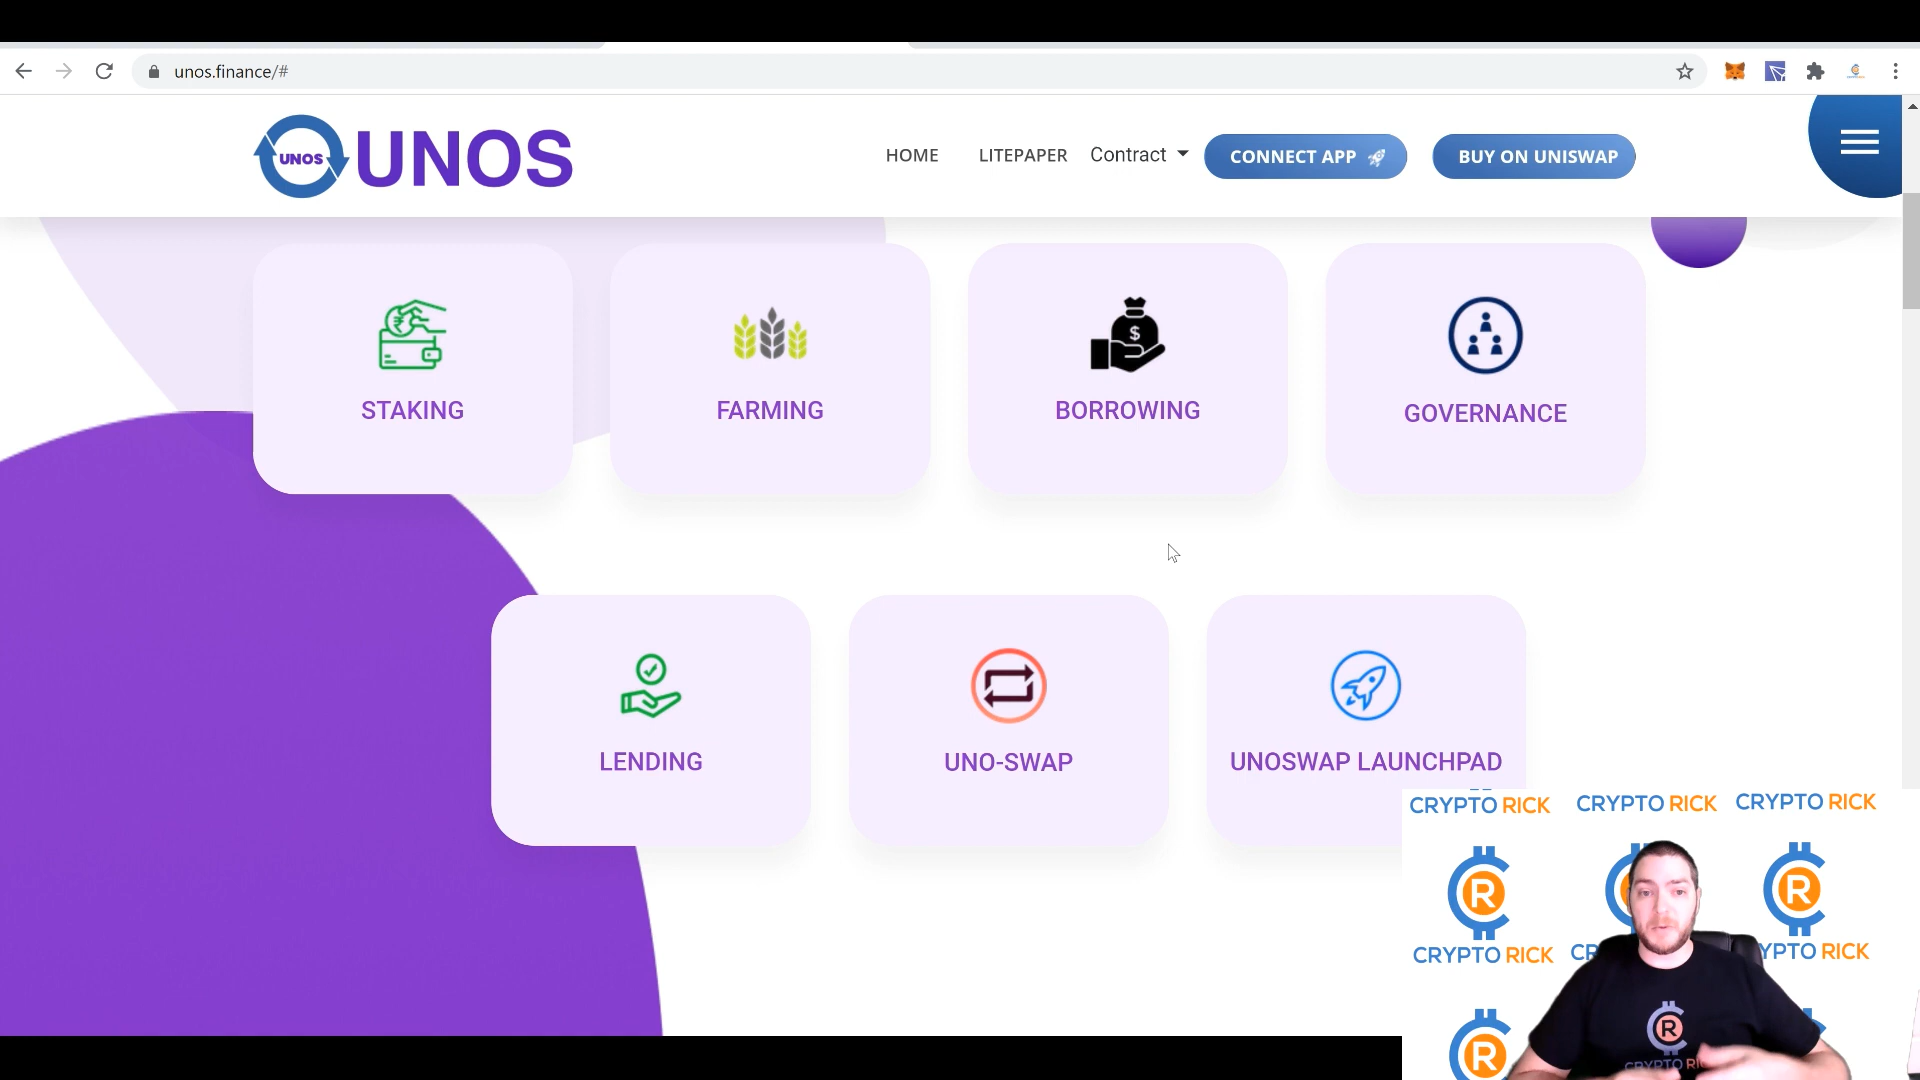 unos.finance/#
UNOS
UNOS
HOME
LITEPAPER
Contract
CONNECT APP
BUY ON UNISWAP
STAKING
FARMING
BORROWING
GOVERNANCE
LENDING
UNO-SWAP
UNOSWAP LAUNCHPAD
CRYPTO RICK
CRYPTO RICK
CRYPTO RICK
R
R
CRYPTO RICK
CR
YPTO RICK
R
R